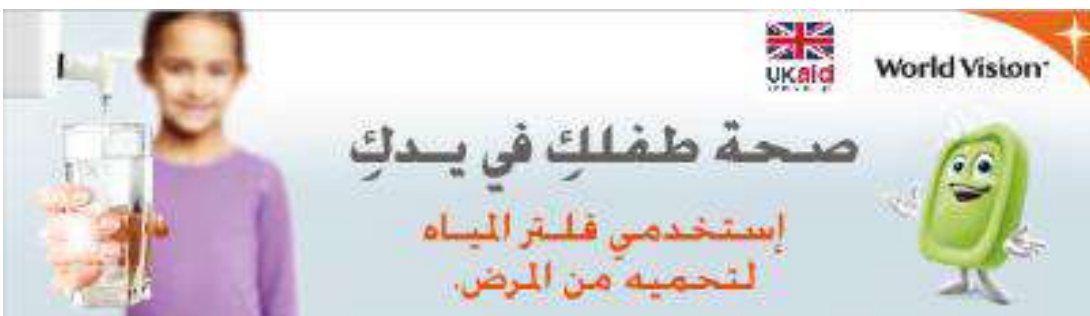 UKaid
World Vision
صحة طفلكِ في يدكِ
إستخدمي فلتر المياه
لتحميه من المرض.